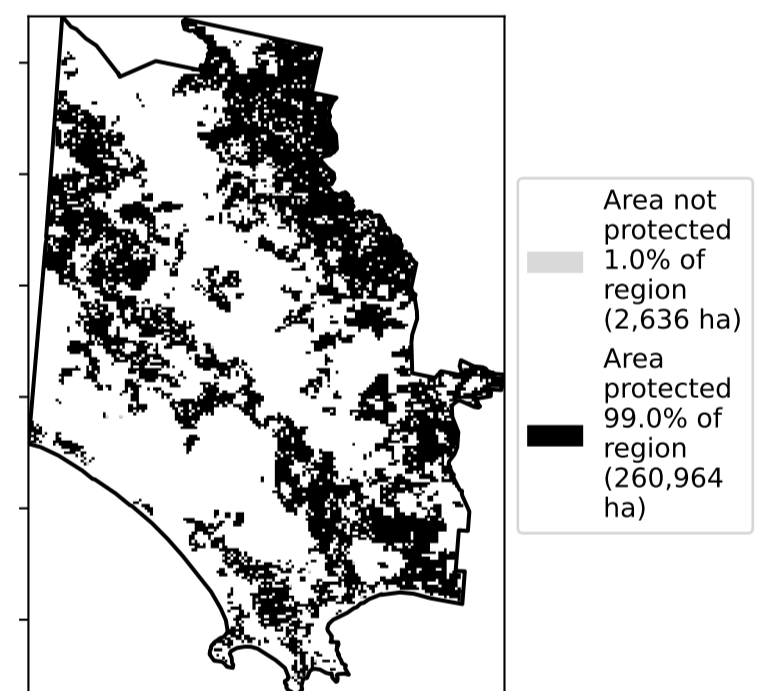 Area not
protected
1.0% of
region
(2,636 ha)
Area
protected
99.0% of
region
(260,964
ha)